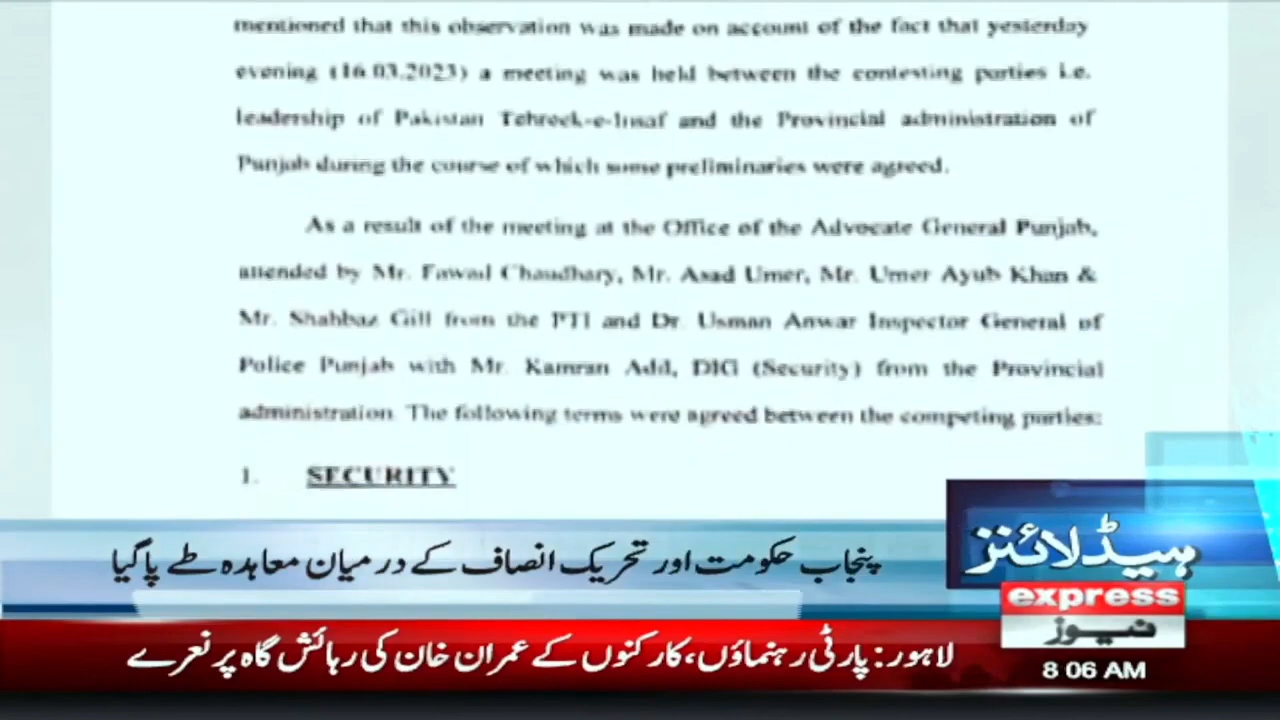 mentioned that this observation was made on account of the fact that yesterday
evening (16.03.2023) a meeting was held between the contesting parties i.e.
leadership of Pakistan Tehreek-e-Insaf and the Provincial administration of
Punjab during the course of which some preliminaries were agreed.
As a result of the meeting at the Office of the Advocate General Punjab,
attended by Mr. Fawad Chaudhary, Mr. Asad Umer, Mr. Umer Ayub Khan &
Mr. Shahbaz Gill from the PTI and Dr. Usman Anwar Inspector General of
Police Punjab with Mr. Kamran Adil, DIG (Security) from the Provincial
administration. The following terms were agreed between the competing parties:
1. SECURITY
ہیڈلائنز
پنجاب حکومت اور تحریک انصاف کے درمیان معاہدہ طے پاگیا
express
نیوز
لاہور: پارٹی رہنماؤں، کارکنوں کے عمران خان کی رہائش گاہ پر نعرے
8:06 AM